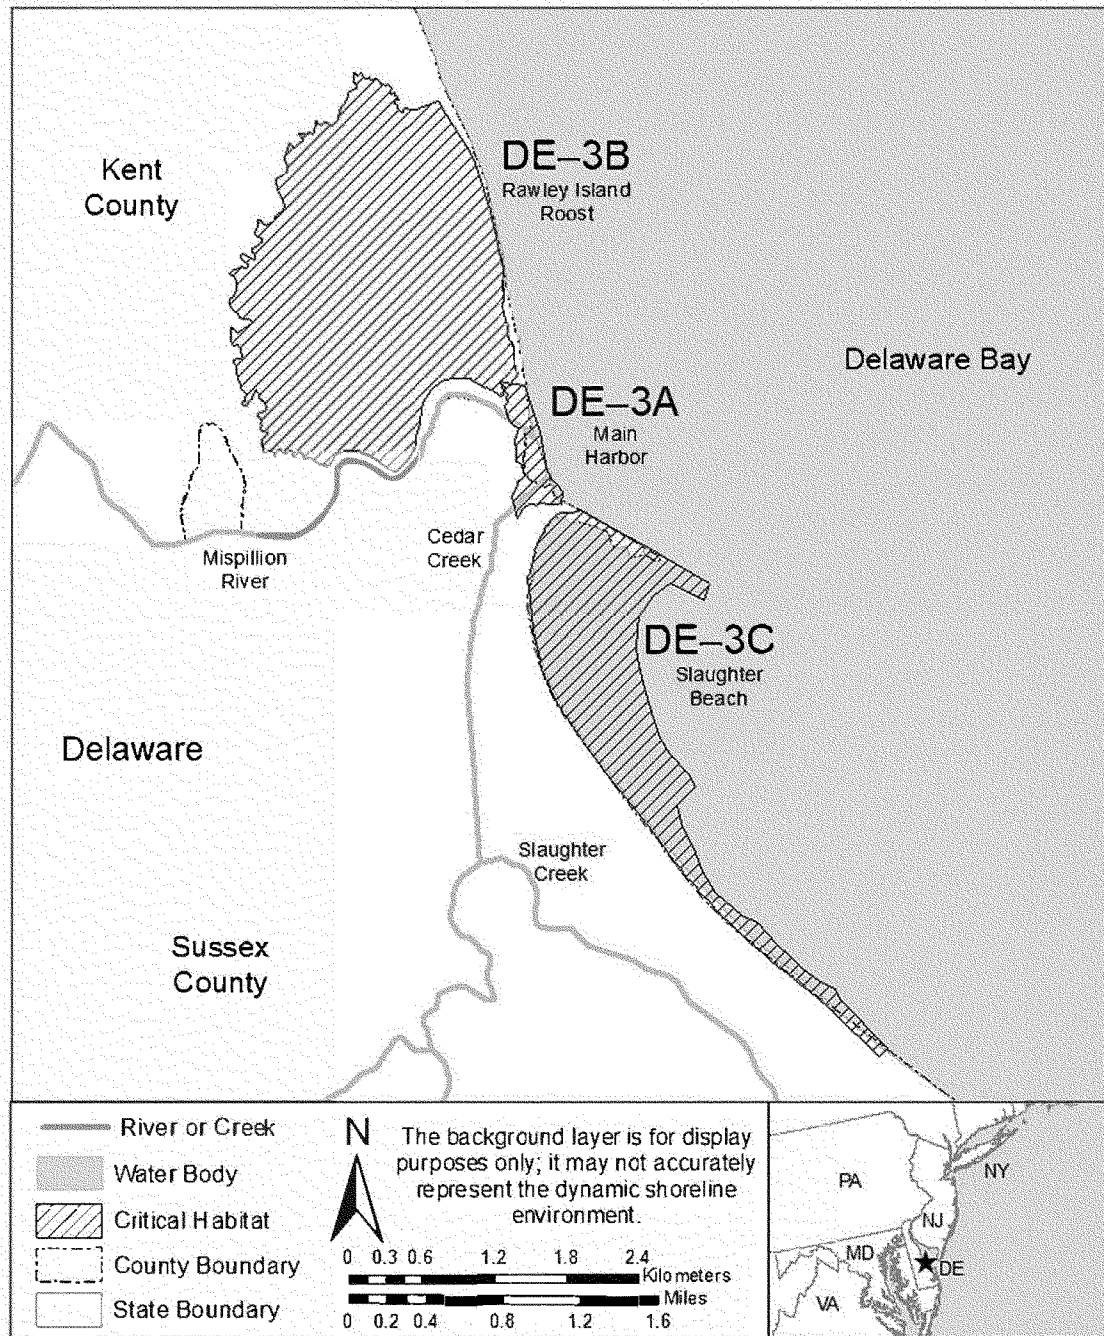 DE–3B
Rawley Island
Roost
Kent
County
Delaware Bay
DE–3A
Main
Harbor
Cedar
Creek
Mispillion
River
DE–3C
Slaughter
Beach
Delaware
Slaughter
Creek
Sussex
County
River or Creek
Water Body
Critical Habitat
County Boundary
State Boundary
N
The background layer is for display
purposes only; it may not accurately
represent the dynamic shoreline
environment.
0 0.3 0.6 1.2 1.8 2.4
Kilometers
Miles
0 0.2 0.4 0.8 1.2 1.6
PA
NY
NJ
MD
DE
VA